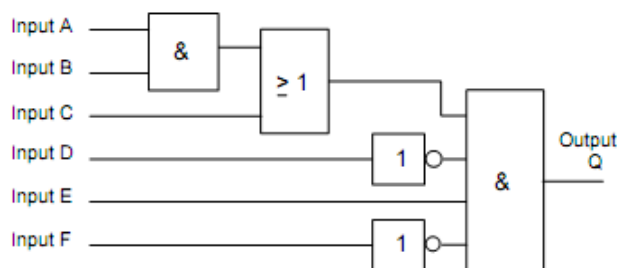 Input A
&
Input B
≥ 1
Input C
Input D
1
Output
Q
Input E
&
Input F
1